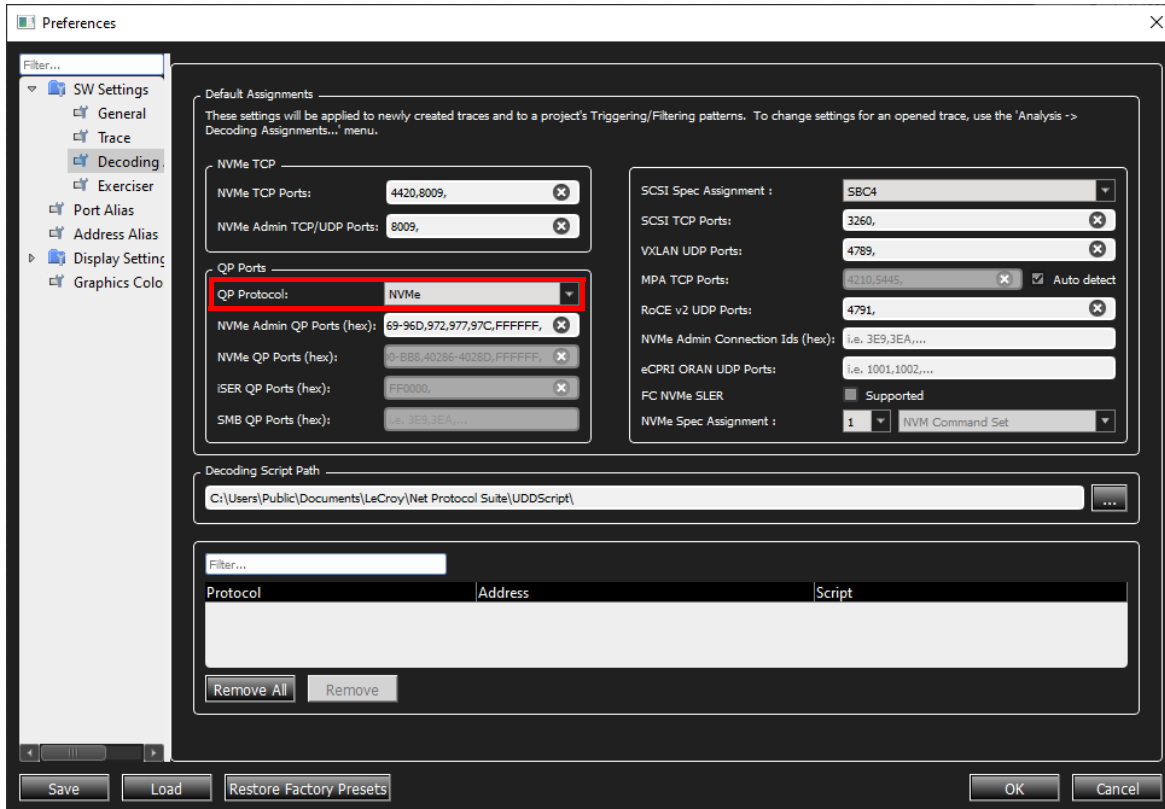 Preferences
Filter...
SW Settings
General
Trace
Decoding
Exerciser
Port Alias
Address Alias
Display Setting
Graphics Colo
Default Assignments
These settings will be applied to newly created traces and to a project's Triggering/Filtering patterns. To change settings for an opened trace, use the 'Analysis ->
Decoding Assignments...' menu.
NVMe TCP
NVMe TCP Ports: 4420,8009,
NVMe Admin TCP/UDP Ports: 8009,
QP Ports
QP Protocol: NVMe
NVMe Admin QP Ports (hex): 69-96D,972,977,97C,FFFFFF,
NVMe QP Ports (hex): 00-BB8,40286-4028D,FFFFFF,
iSER QP Ports (hex): FF0000,
SMB QP Ports (hex): i.e. 3E9,3EA,...
SCSI Spec Assignment : SBC4
SCSI TCP Ports: 3260,
VXLAN UDP Ports: 4789,
MPA TCP Ports: 4210,5445, Auto detect
RoCE v2 UDP Ports: 4791,
NVMe Admin Connection Ids (hex): i.e. 3E9,3EA,...
eCPRI ORAN UDP Ports: i.e. 1001,1002,...
FC NVMe SLER Supported
NVMe Spec Assignment : 1 NVM Command Set
Decoding Script Path
C:\Users\Public\Documents\LeCroy\Net Protocol Suite\UDDScript\
...
Filter...
Protocol Address Script
Remove All Remove
Save Load Restore Factory Presets OK Cancel